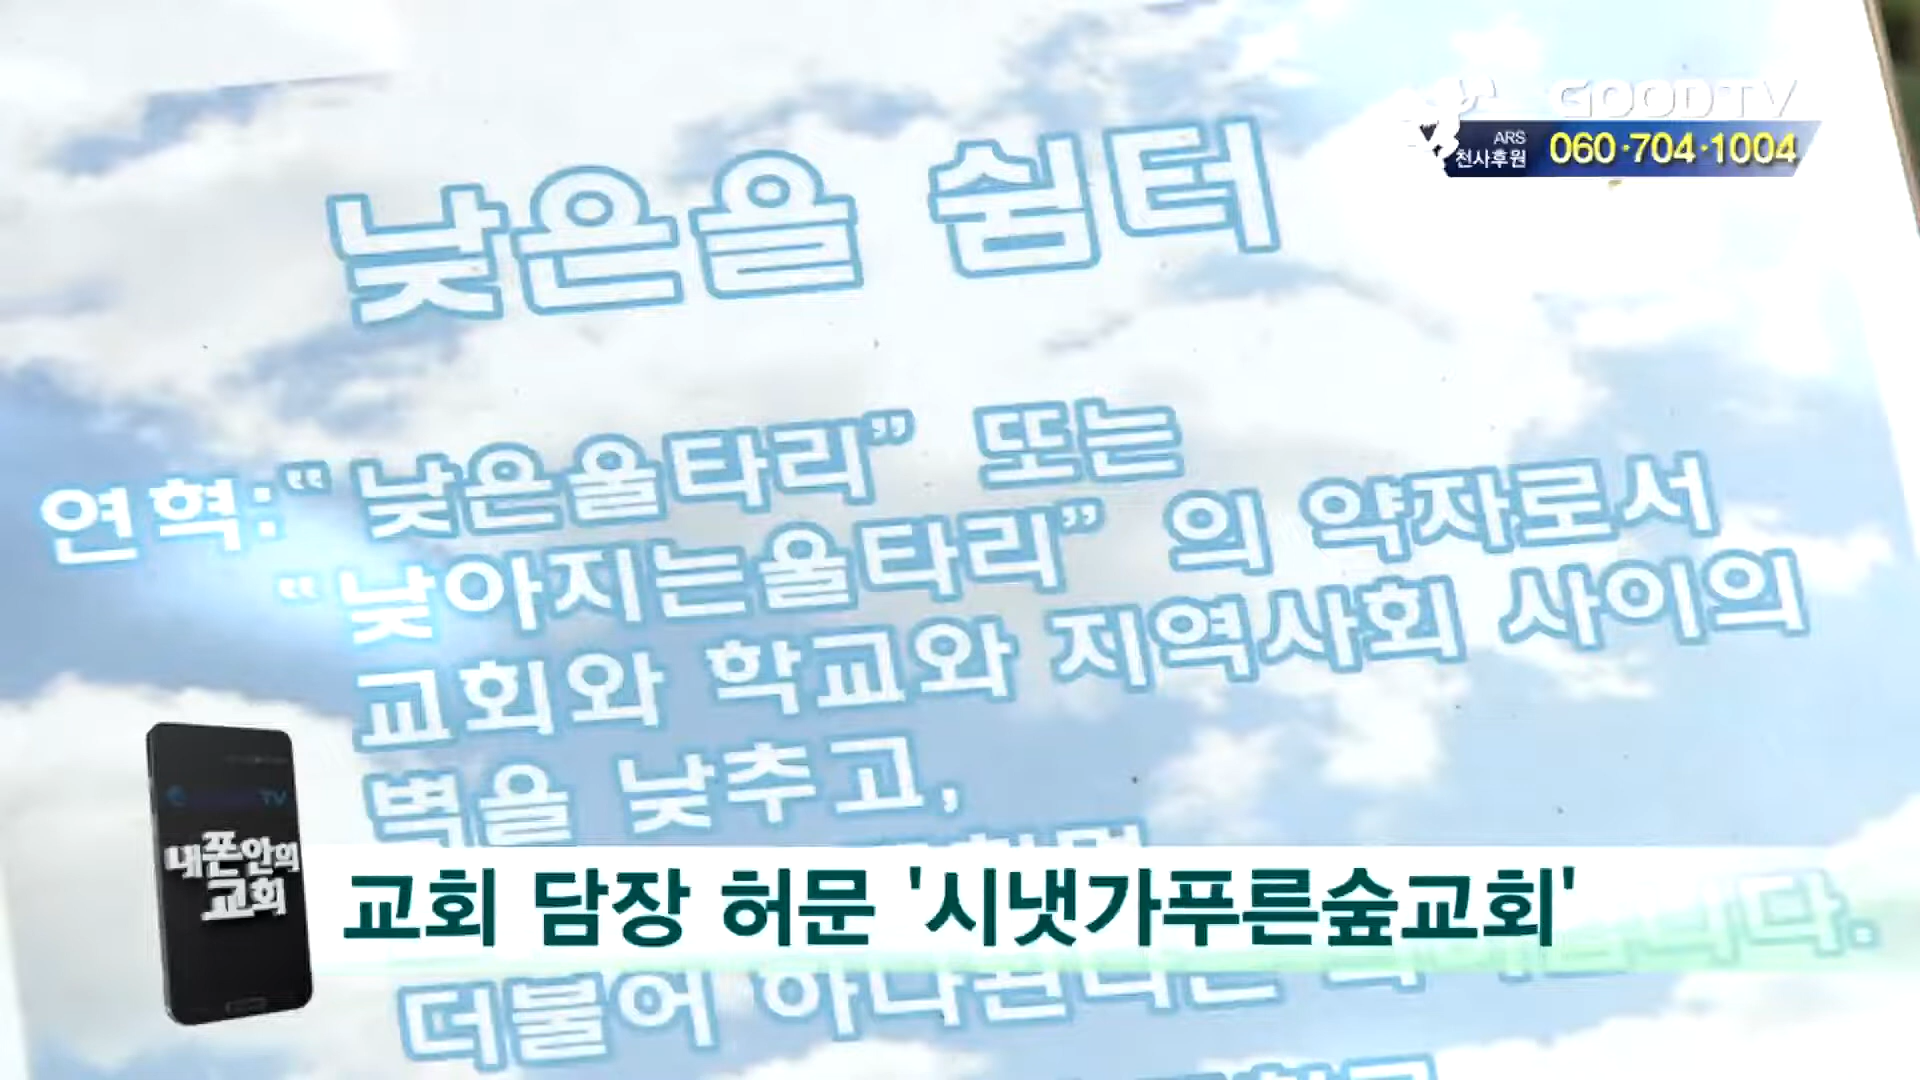 GOODTV
ARS
천사후원
060·704·1004
낮은울 쉼터
연혁:“낮은울타리” 또는
“낮아지는울타리” 의 약자로서
교회와 학교와 지역사회 사이의
벽을 낮추고,
내폰안의
교회
TV
교회 담장 허문 '시냇가푸른숲교회'
더불어